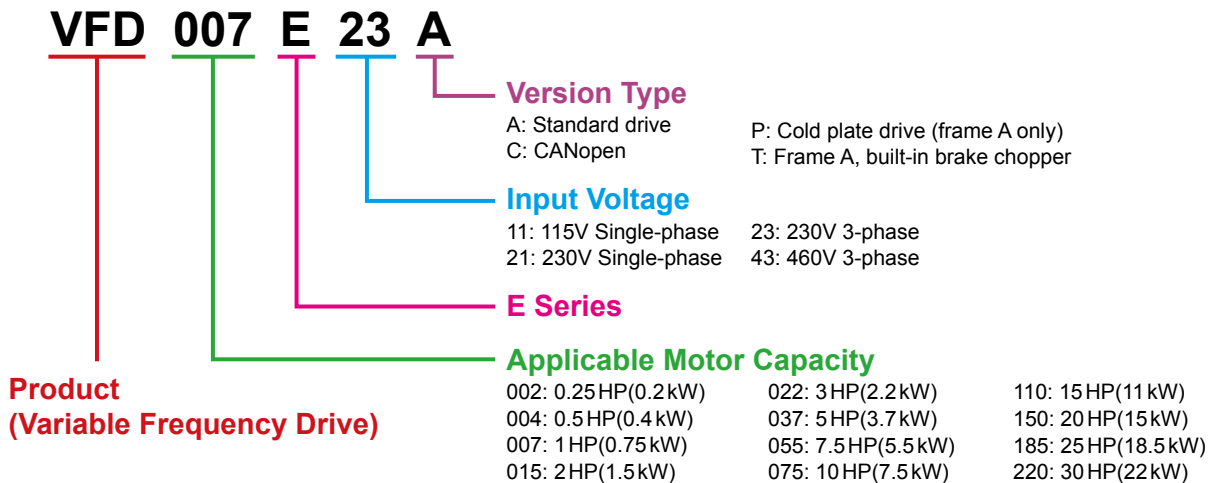 VFD 007 E 23 A
Version Type
A: Standard drive P: Cold plate drive (frame A only)
C: CANopen T: Frame A, built-in brake chopper
Input Voltage
11: 115V Single-phase 23: 230V 3-phase
21: 230V Single-phase 43: 460V 3-phase
E Series
Applicable Motor Capacity
002: 0.25HP(0.2kW) 022: 3HP(2.2kW) 110: 15HP(11kW)
004: 0.5HP(0.4kW) 037: 5HP(3.7kW) 150: 20HP(15kW)
007: 1HP(0.75kW) 055: 7.5HP(5.5kW) 185: 25HP(18.5kW)
015: 2HP(1.5kW) 075: 10HP(7.5kW) 220: 30HP(22kW)
Product
(Variable Frequency Drive)